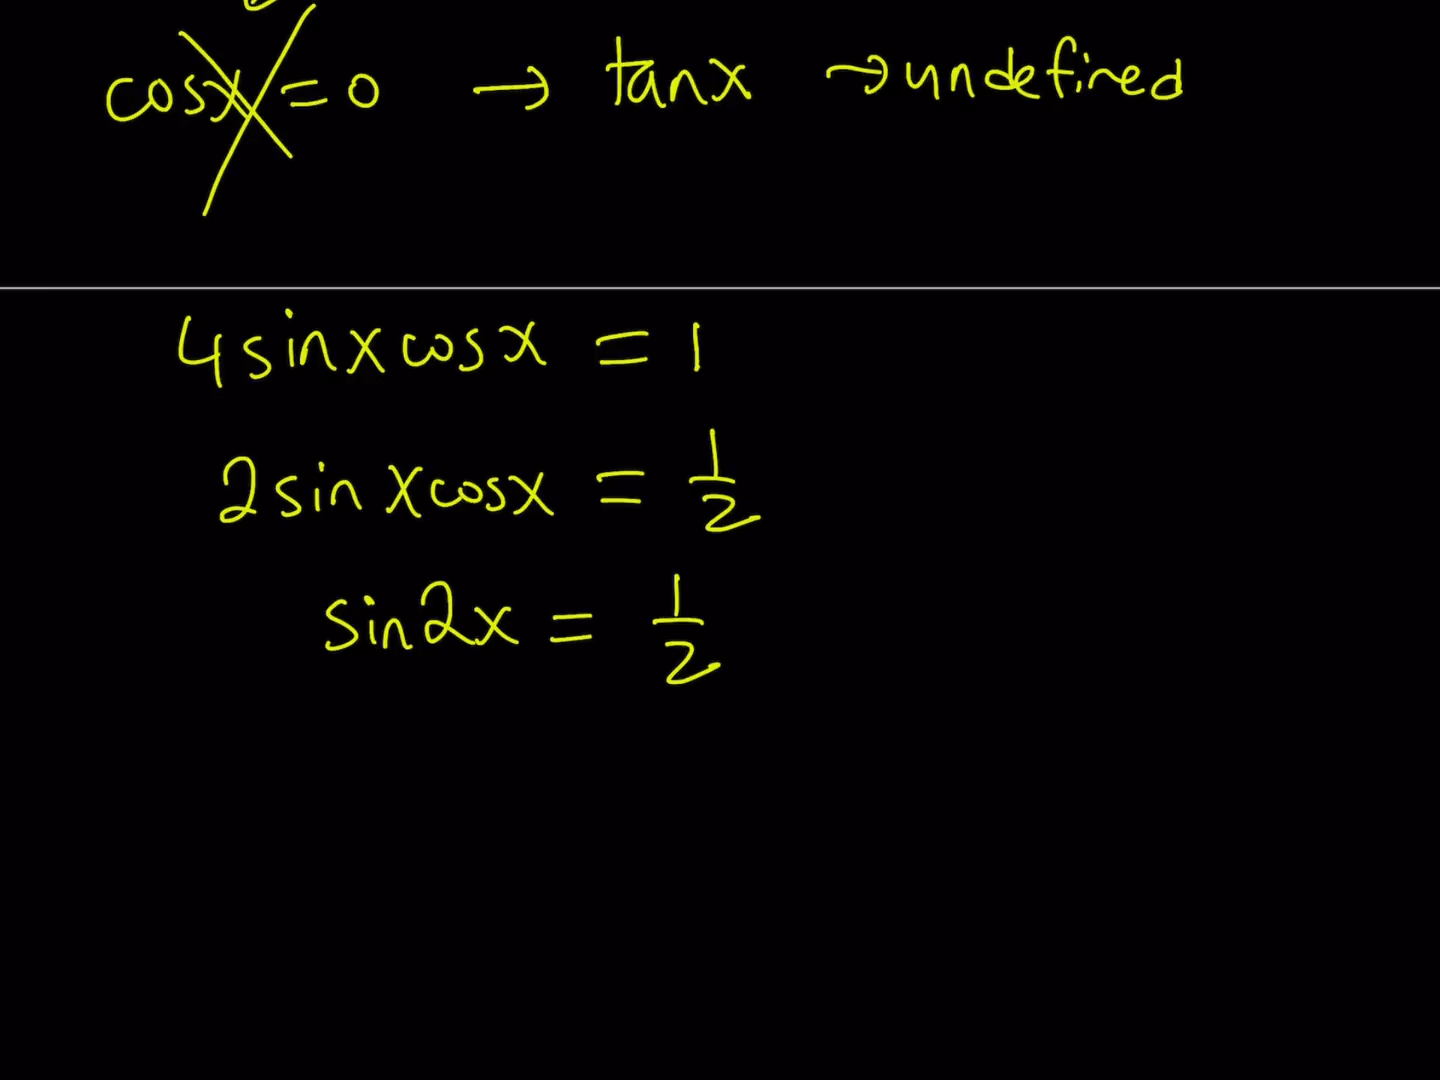 cosx=0 → tanx → undefined
4sinxcosx = 1
2sinxcosx = 1/2
sin2x = 1/2